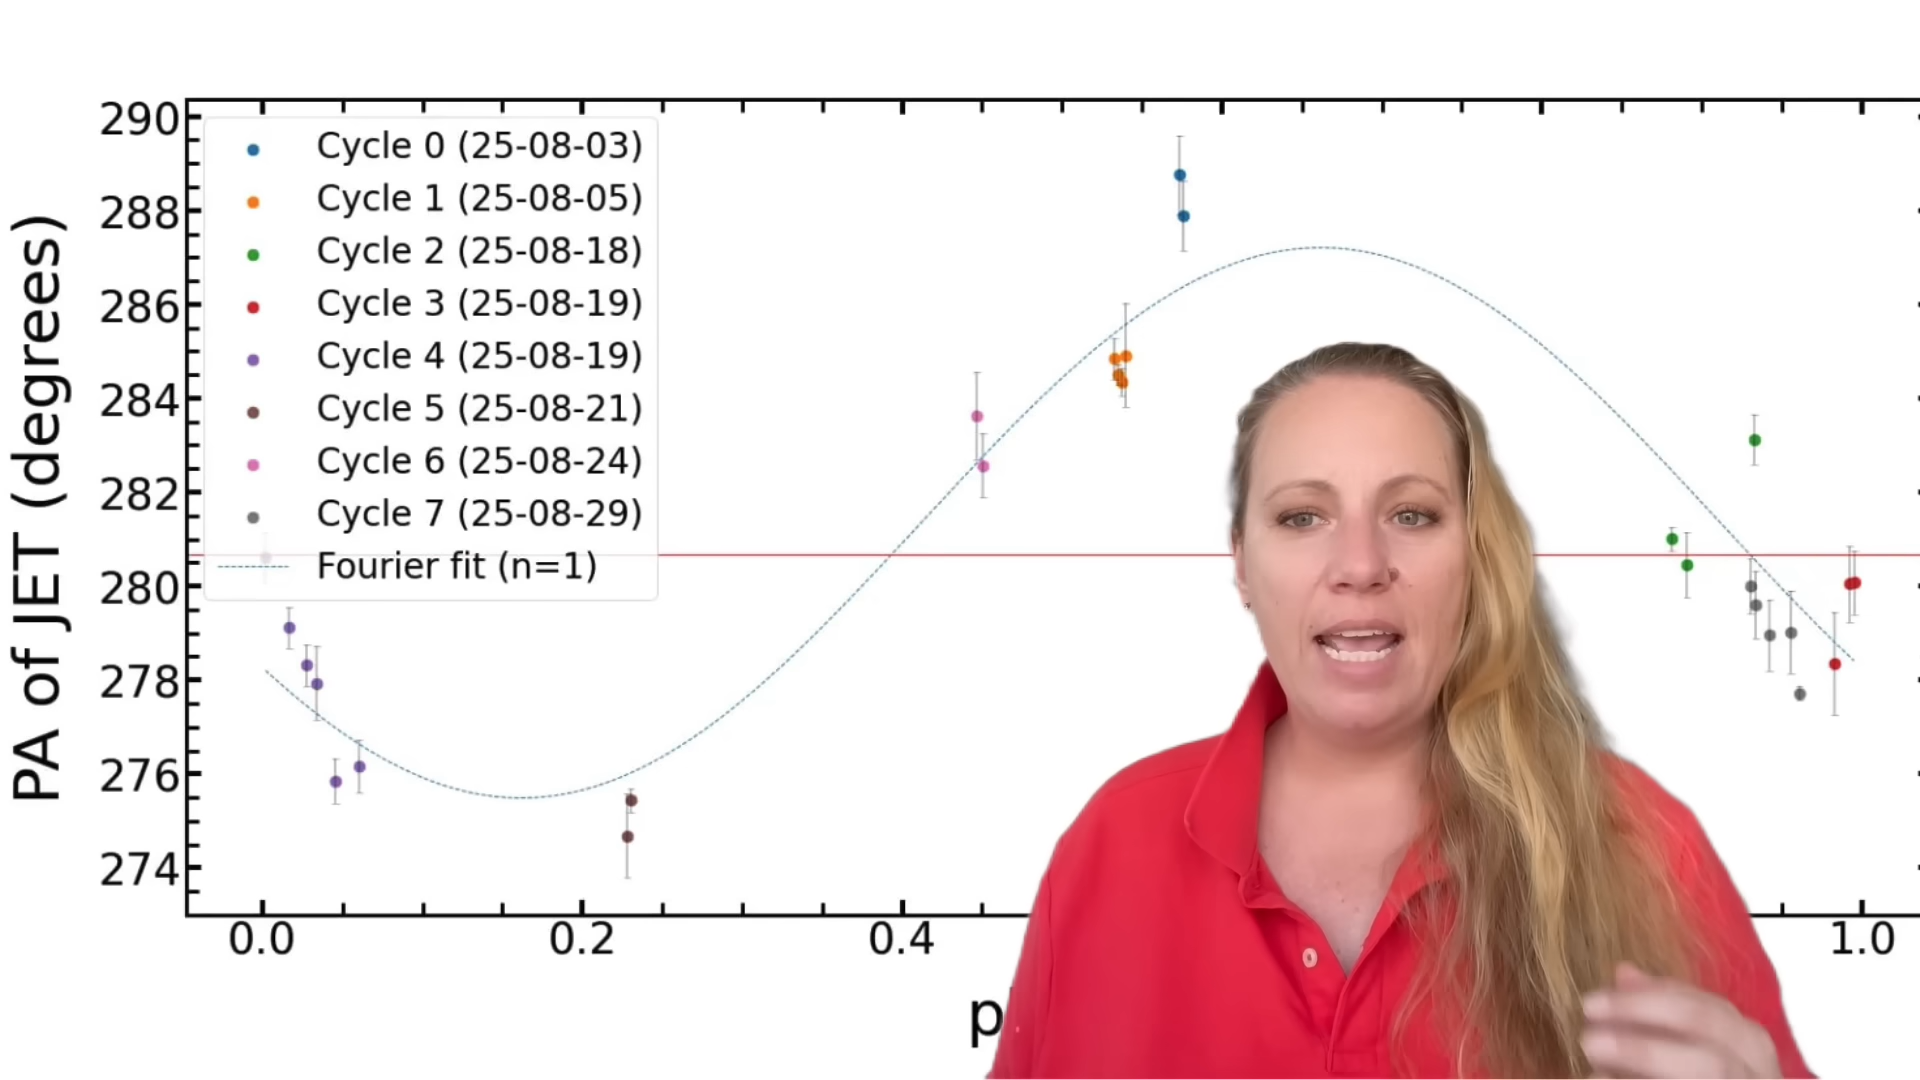 PA of JET (degrees)
290
288
286
284
282
280
278
276
274
Cycle 0 (25-08-03)
Cycle 1 (25-08-05)
Cycle 2 (25-08-18)
Cycle 3 (25-08-19)
Cycle 4 (25-08-19)
Cycle 5 (25-08-21)
Cycle 6 (25-08-24)
Cycle 7 (25-08-29)
Fourier fit (n=1)
0.0 0.2 0.4 1.0